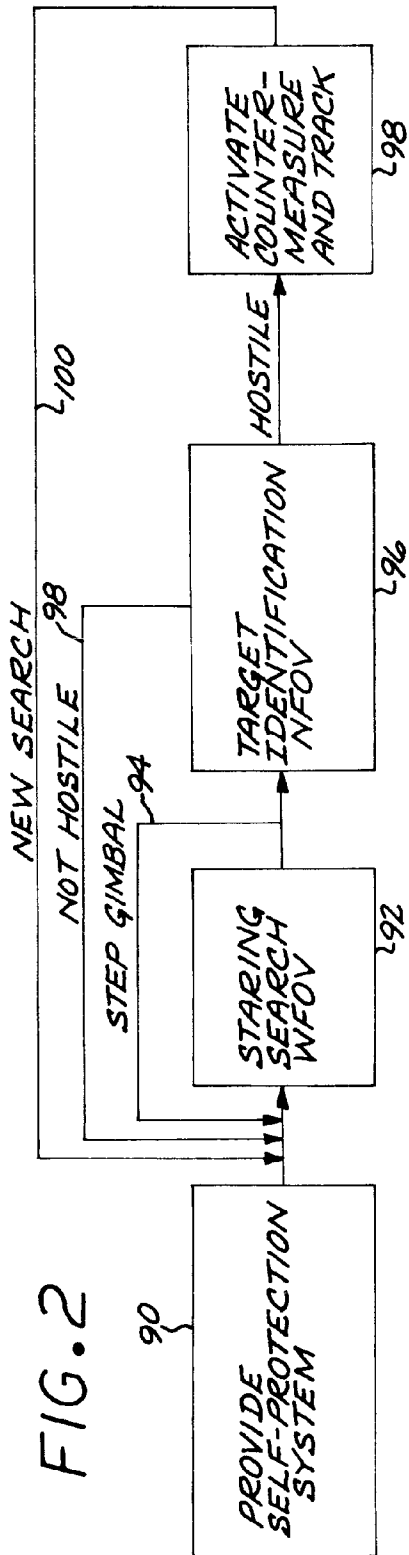 FIG. 2
NEW SEARCH
100
NOT HOSTILE
98
STEP GIMBAL
94
90
PROVIDE
SELF-PROTECTION
SYSTEM
STARING
SEARCH
WFOV
92
TARGET
IDENTIFICATION
NFOV
96
HOSTILE
ACTIVATE
COUNTER-
MEASURE
AND TRACK
98